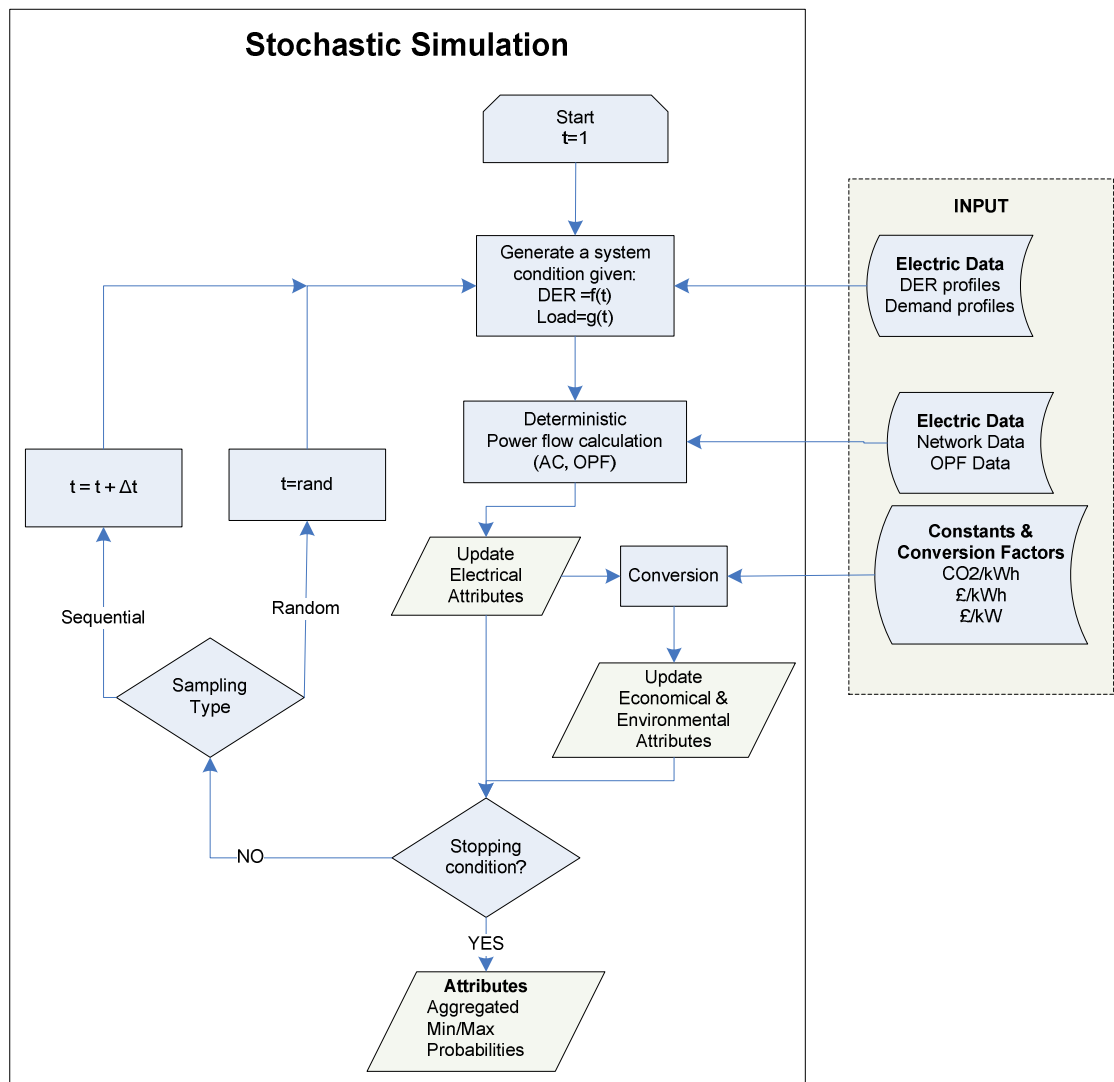 Stochastic Simulation
Start
t=1
INPUT
Generate a system
condition given:
DER =f(t)
Load=g(t)
Electric Data
DER profiles
Demand profiles
Deterministic
Power flow calculation
(AC, OPF)
Electric Data
Network Data
OPF Data
t = t + Δt
t=rand
Constants &
Conversion Factors
CO2/kWh
£/kWh
£/kW
Update
Electrical
Attributes
Conversion
Sequential
Random
Sampling
Type
Update
Economical &
Environmental
Attributes
Stopping
condition?
NO
YES
Attributes
Aggregated
Min/Max
Probabilities